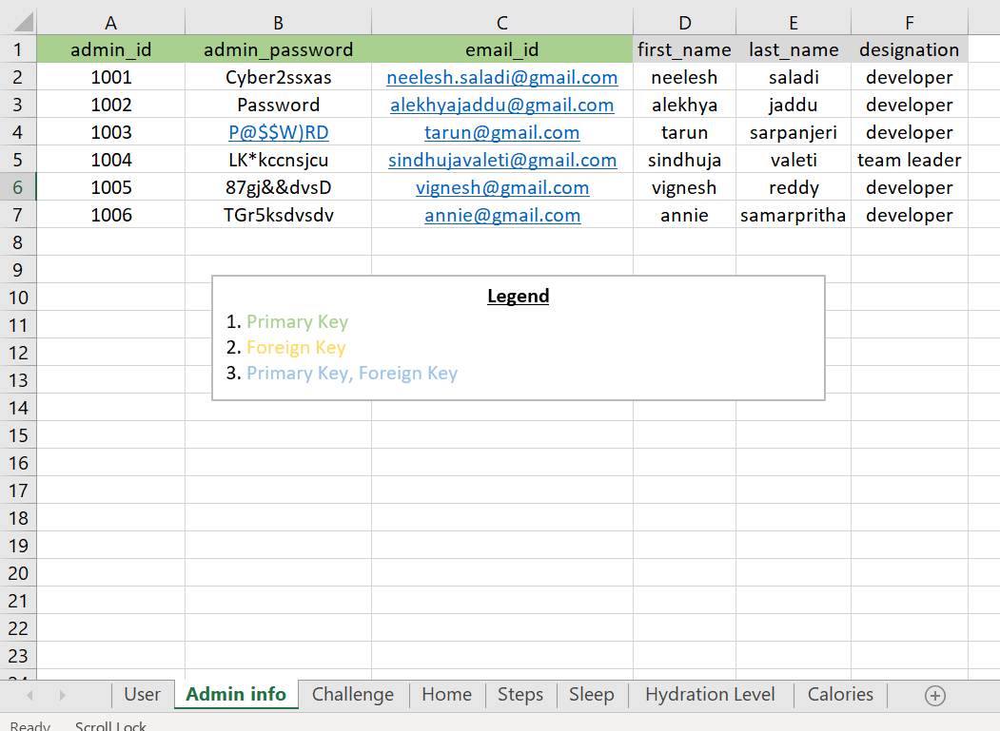 A B C D E F
1 admin_id admin_password email_id first_name last_name designation
2 1001 Cyber2ssxas neelesh.saladi@gmail.com neelesh saladi developer
3 1002 Password alekhyajaddu@gmail.com alekhya jaddu developer
4 1003 P@$$W)RD tarun@gmail.com tarun sarpanjeri developer
5 1004 LK*kccnsjcu sindhujavaleti@gmail.com sindhuja valeti team leader
6 1005 87gj&&dvsD vignesh@gmail.com vignesh reddy developer
7 1006 TGr5ksdvsdv annie@gmail.com annie samarpritha developer
8
9
10
11
12
13
14
15
16
17
18
19
20
21
22
23
24
Legend
1. Primary Key
2. Foreign Key
3. Primary Key, Foreign Key
User Admin info Challenge Home Steps Sleep Hydration Level Calories
Ready Scroll Lock